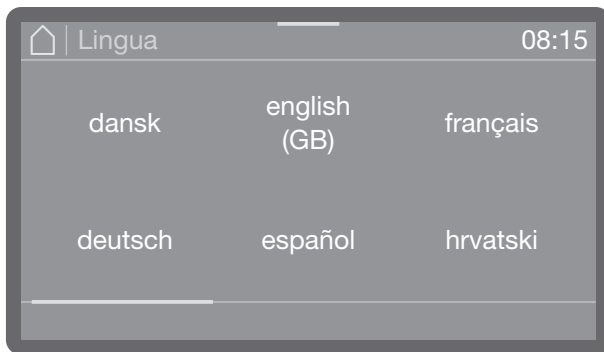 Lingua 08:15
dansk
english
(GB)
français
deutsch español hrvatski